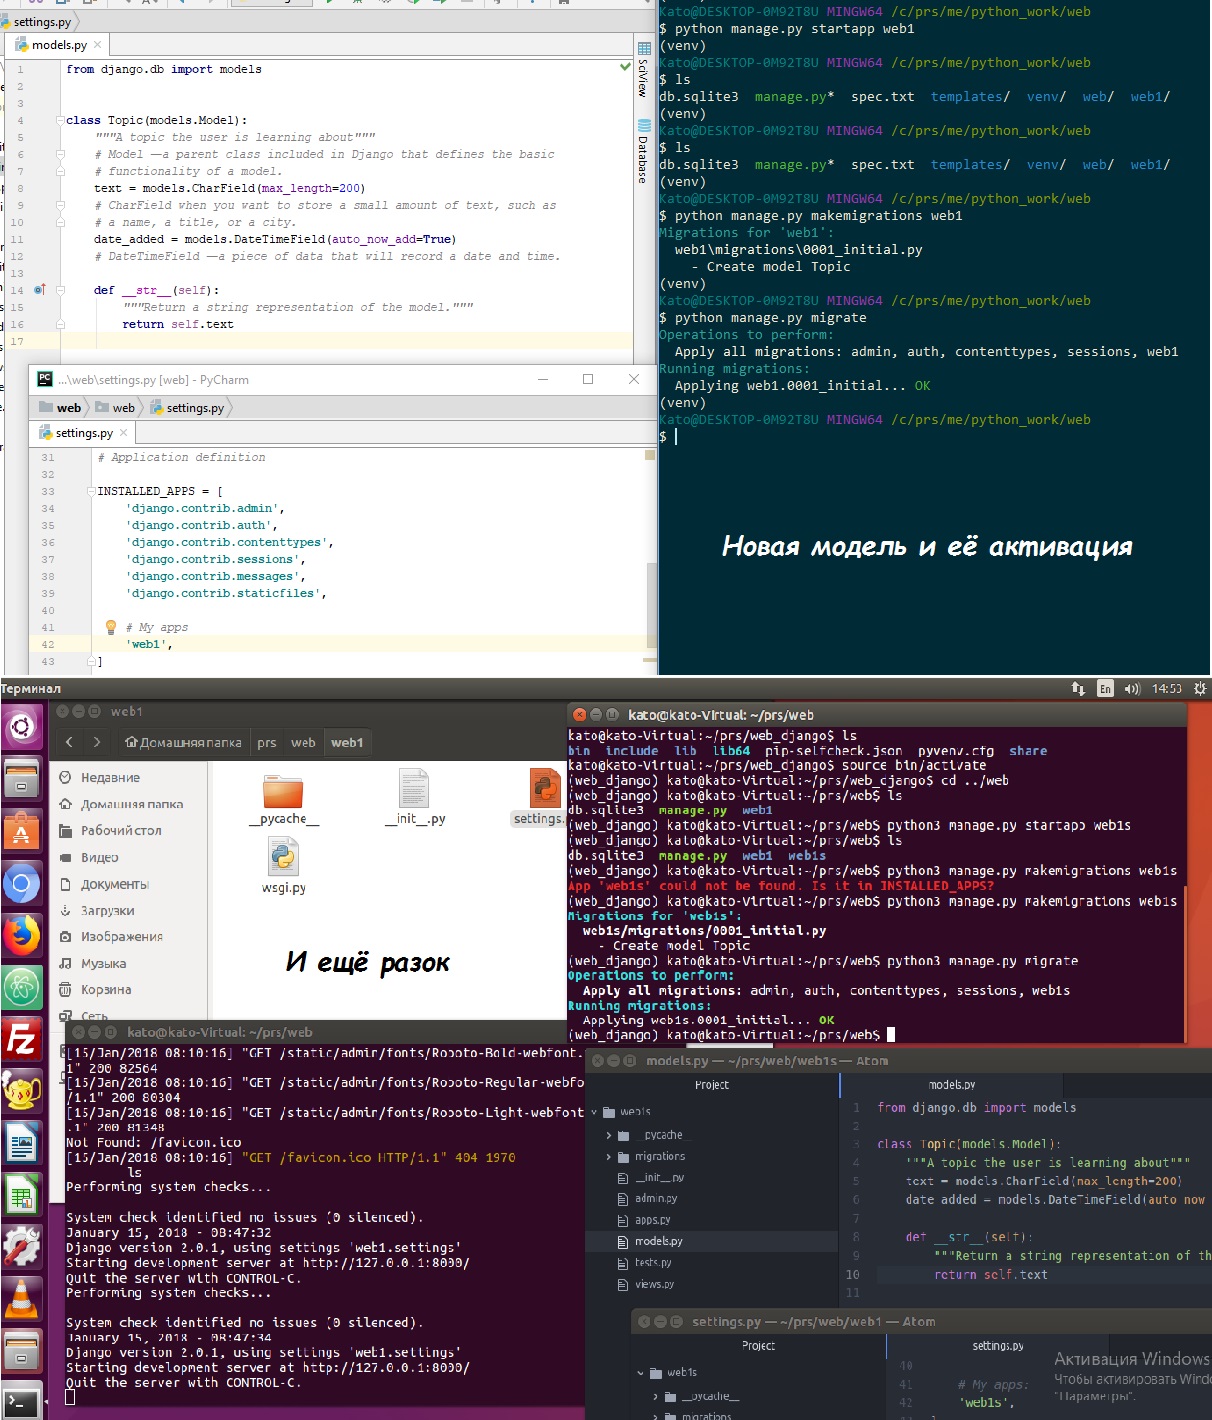 settings.py
models.py
1 from django.db import models
2
3
4 class Topic(models.Model):
5 """A topic the user is learning about"""
6 # Model —a parent class included in Django that defines the basic
7 # functionality of a model.
8 text = models.CharField(max_length=200)
9 # CharField when you want to store a small amount of text, such as
10 # a name, a title, or a city.
11 date_added = models.DateTimeField(auto_now_add=True)
12 # DateTimeField —a piece of data that will record a date and time.
13
14 def __str__(self):
15 """Return a string representation of the model."""
16 return self.text
17
SciView
Database
PC ...\web\settings.py [web] - PyCharm
web web settings.py
settings.py
31 # Application definition
32
33 INSTALLED_APPS = [
34 'django.contrib.admin',
35 'django.contrib.auth',
36 'django.contrib.contenttypes',
37 'django.contrib.sessions',
38 'django.contrib.messages',
39 'django.contrib.staticfiles',
40
41 # My apps
42 'web1',
43 ]
Kato@DESKTOP-0M92T8U MINGW64 /c/prs/me/python_work/web
$ python manage.py startapp web1
(venv)
Kato@DESKTOP-0M92T8U MINGW64 /c/prs/me/python_work/web
$ ls
db.sqlite3 manage.py* spec.txt templates/ venv/ web/ web1/
(venv)
Kato@DESKTOP-0M92T8U MINGW64 /c/prs/me/python_work/web
$ ls
db.sqlite3 manage.py* spec.txt templates/ venv/ web/ web1/
(venv)
Kato@DESKTOP-0M92T8U MINGW64 /c/prs/me/python_work/web
$ python manage.py makemigrations web1
Migrations for 'web1':
web1\migrations\0001_initial.py
- Create model Topic
(venv)
Kato@DESKTOP-0M92T8U MINGW64 /c/prs/me/python_work/web
$ python manage.py migrate
Operations to perform:
Apply all migrations: admin, auth, contenttypes, sessions, web1
Running migrations:
Applying web1.0001_initial... OK
(venv)
Kato@DESKTOP-0M92T8U MINGW64 /c/prs/me/python_work/web
$
Новая модель и её активация
Терминал
En 14:53
web1
Домашняя папка prs web web1
Недавние
Домашняя папка
Рабочий стол
Видео
Документы
Загрузки
Изображения
Музыка
Корзина
Сеть
__pycache__
__init__.py
settings.
wsgi.py
И ещё разок
kato@kato-Virtual: ~/prs/web
kato@kato-Virtual:~/prs/web_django$ ls
bin include lib lib64 pip-selfcheck.json pyvenv.cfg share
kato@kato-Virtual:~/prs/web_django$ source bin/activate
(web_django) kato@kato-Virtual:~/prs/web_django$ cd ../web
(web_django) kato@kato-Virtual:~/prs/web$ ls
db.sqlite3 manage.py web1
(web_django) kato@kato-Virtual:~/prs/web$ python3 manage.py startapp web1s
(web_django) kato@kato-Virtual:~/prs/web$ ls
db.sqlite3 manage.py web1 web1s
(web_django) kato@kato-Virtual:~/prs/web$ python3 manage.py makemigrations web1s
App 'web1s' could not be found. Is it in INSTALLED_APPS?
(web_django) kato@kato-Virtual:~/prs/web$ python3 manage.py makemigrations web1s
Migrations for 'web1s':
web1s/migrations/0001_initial.py
- Create model Topic
(web_django) kato@kato-Virtual:~/prs/web$ python3 manage.py migrate
Operations to perform:
Apply all migrations: admin, auth, contenttypes, sessions, web1s
Running migrations:
Applying web1s.0001_initial... OK
(web_django) kato@kato-Virtual:~/prs/web$
kato@kato-Virtual: ~/prs/web
[15/Jan/2018 08:10:16] "GET /static/admin/fonts/Roboto-Bold-webfont.
1" 200 82564
[15/Jan/2018 08:10:16] "GET /static/admin/fonts/Roboto-Regular-webfo
/1.1" 200 80304
[15/Jan/2018 08:10:16] "GET /static/admin/fonts/Roboto-Light-webfont
.1" 200 81348
Not Found: /favicon.ico
[15/Jan/2018 08:10:16] "GET /favicon.ico HTTP/1.1" 404 1970
ls
Performing system checks...
System check identified no issues (0 silenced).
January 15, 2018 - 08:47:32
Django version 2.0.1, using settings 'web1.settings'
Starting development server at http://127.0.0.1:8000/
Quit the server with CONTROL-C.
Performing system checks...
System check identified no issues (0 silenced).
January 15, 2018 - 08:47:34
Django version 2.0.1, using settings 'web1.settings'
Starting development server at http://127.0.0.1:8000/
Quit the server with CONTROL-C.
models.py — ~/prs/web/web1s — Atom
Project
web1s
__pycache__
migrations
__init__.py
admin.py
apps.py
models.py
tests.py
views.py
models.py
1 from django.db import models
2
3 class Topic(models.Model):
4 """A topic the user is learning about"""
5 text = models.CharField(max_length=200)
6 date_added = models.DateTimeField(auto_now
7
8 def __str__(self):
9 """Return a string representation of th
10 return self.text
11
settings.py — ~/prs/web/web1 — Atom
Project
web1s
__pycache__
migrations
settings.py
40
41 # My apps:
42 'web1s',
Активация Windows
Чтобы активировать Windo
"Параметры".